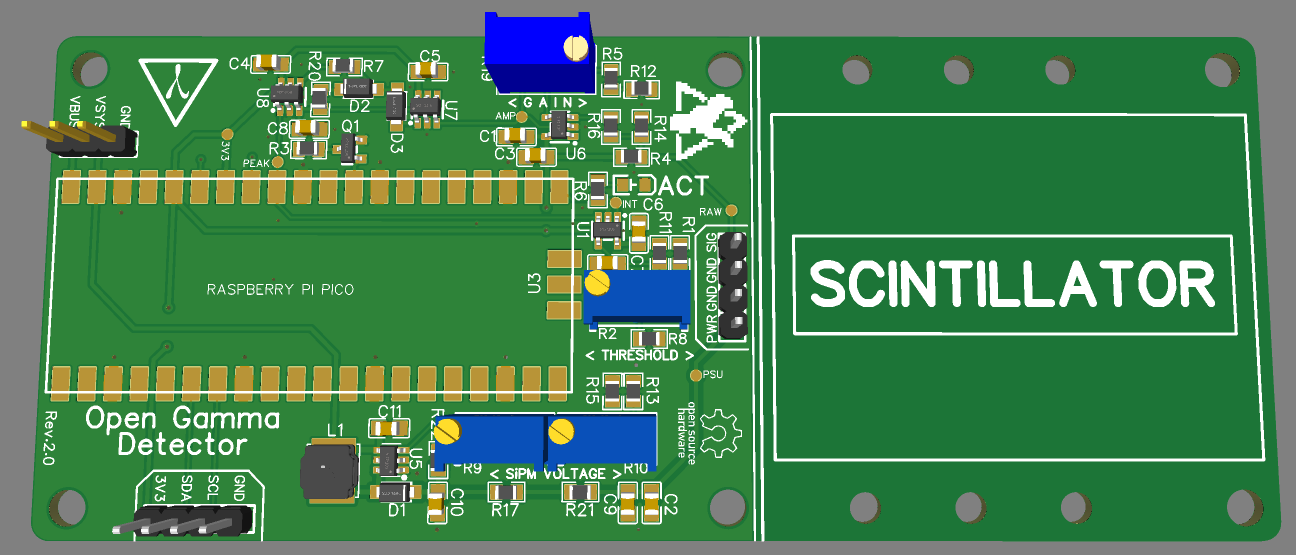 C4
R20
R7
C5
R5
R12
U8
D2
U7
< GAIN >
VBUS
VSYS
GND
AMP
C8
Q1
D3
C1
R16
R14
3V3
R3
C3
U6
PEAK
R4
R6
ACT
INT
C6
RAW
U1
R11
R1
SIG
GND
GND
PWR
U3
RASPBERRY PI PICO
SCINTILLATOR
R2
R8
< THRESHOLD >
PSU
R15
R13
Rev.2.0
Open Gamma
Detector
C11
L1
U5
R9
R10
< SiPM VOLTAGE >
open source
hardware
3V3
SDA
SCL
GND
D1
C10
R17
R21
C9
C2